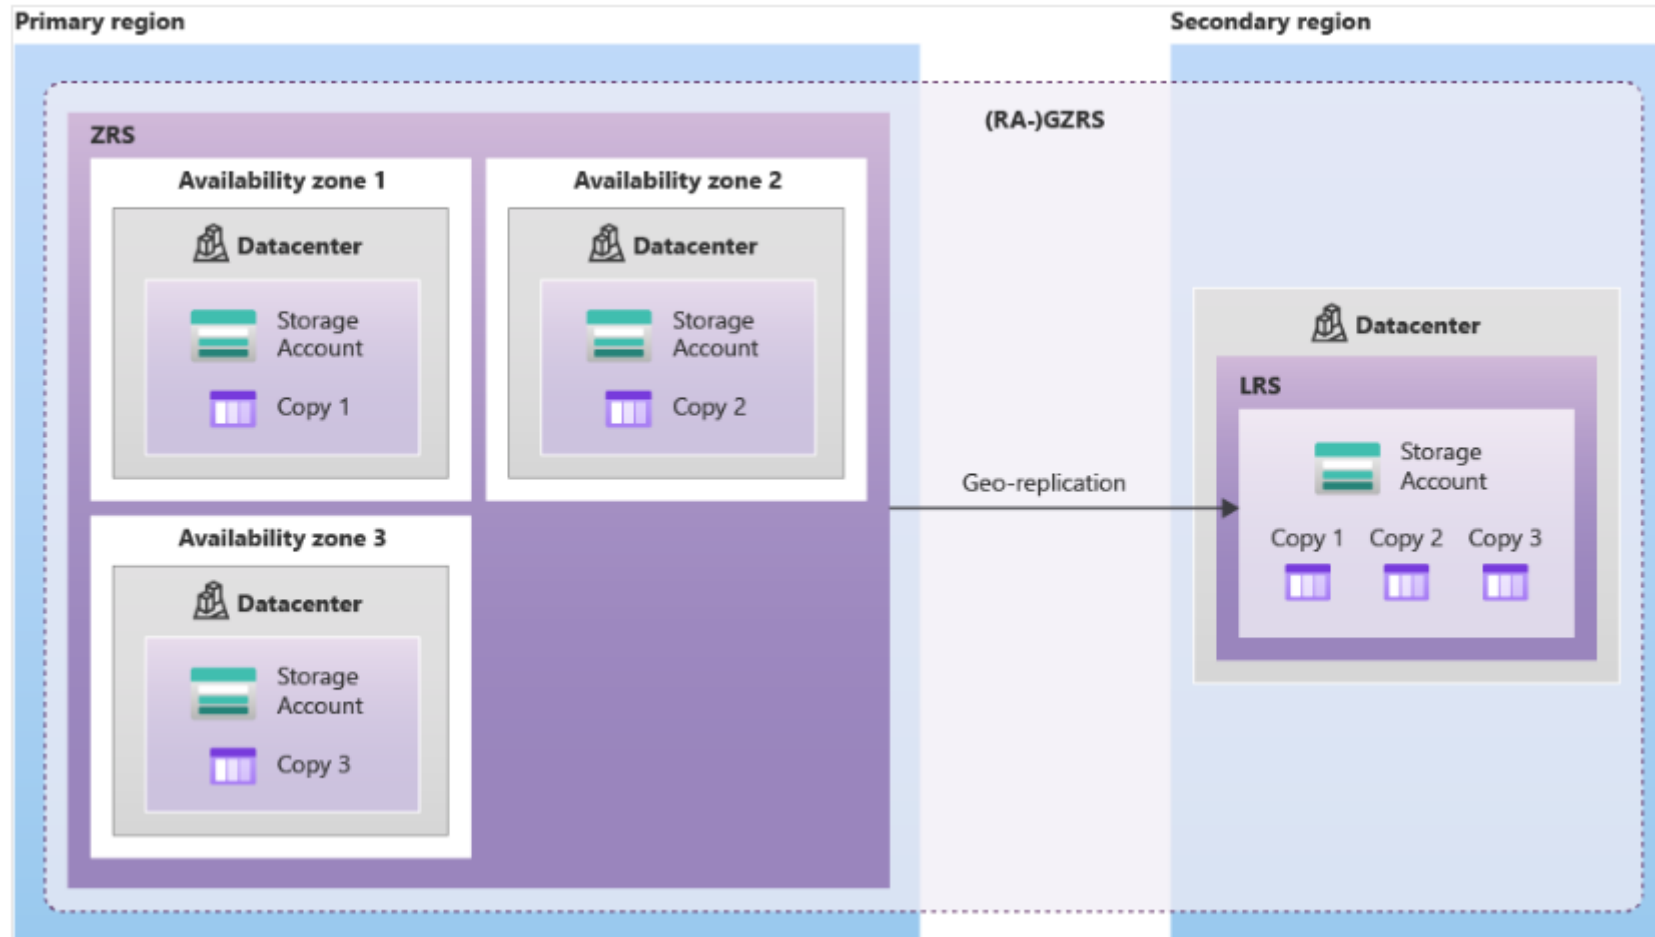 Primary region
Secondary region
(RA-)GZRS
ZRS
Availability zone 1
Datacenter
Storage
Account
Copy 1
Availability zone 2
Datacenter
Storage
Account
Copy 2
Availability zone 3
Datacenter
Storage
Account
Copy 3
Geo-replication
Datacenter
LRS
Storage
Account
Copy 1 Copy 2 Copy 3